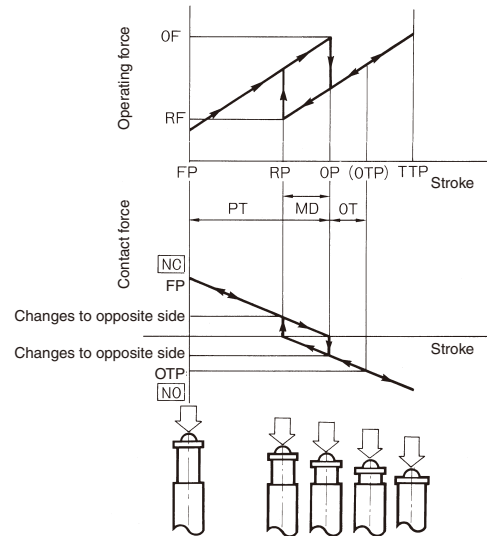 Operating force
OF
RF
FP RP OP (OTP) TTP
Stroke
PT MD OT
Contact force
NC
FP
Changes to opposite side
Stroke
Changes to opposite side
OTP
NO